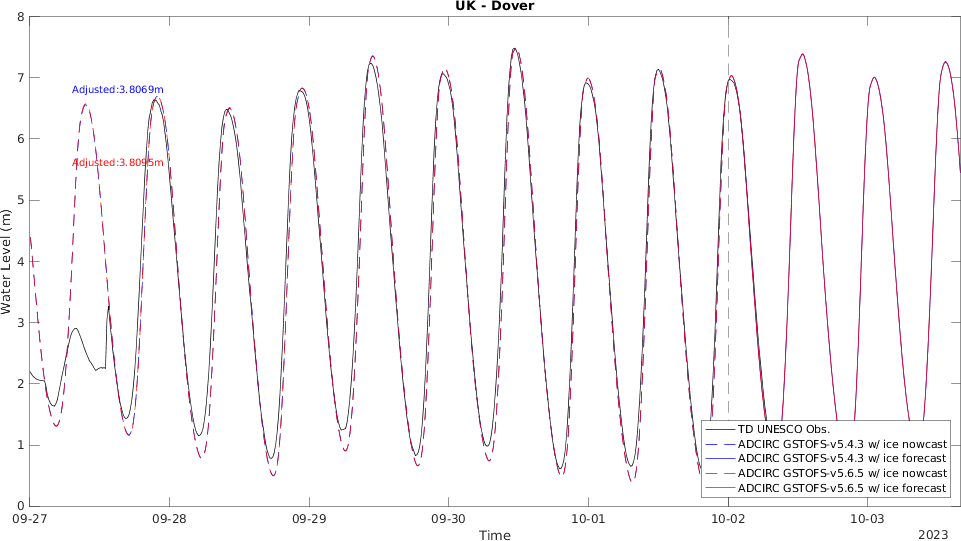 UK - Dover
8
7
6
5
4
3
2
1
0
Water Level (m)
Adjusted:3.8069m
Adjusted:3.8095m
TD UNESCO Obs.
ADCIRC GSTOFS-v5.4.3 w/ ice nowcast
ADCIRC GSTOFS-v5.4.3 w/ ice forecast
ADCIRC GSTOFS-v5.6.5 w/ ice nowcast
ADCIRC GSTOFS-v5.6.5 w/ ice forecast
09-27 09-28 09-29 09-30 10-01 10-02 10-03
Time
2023